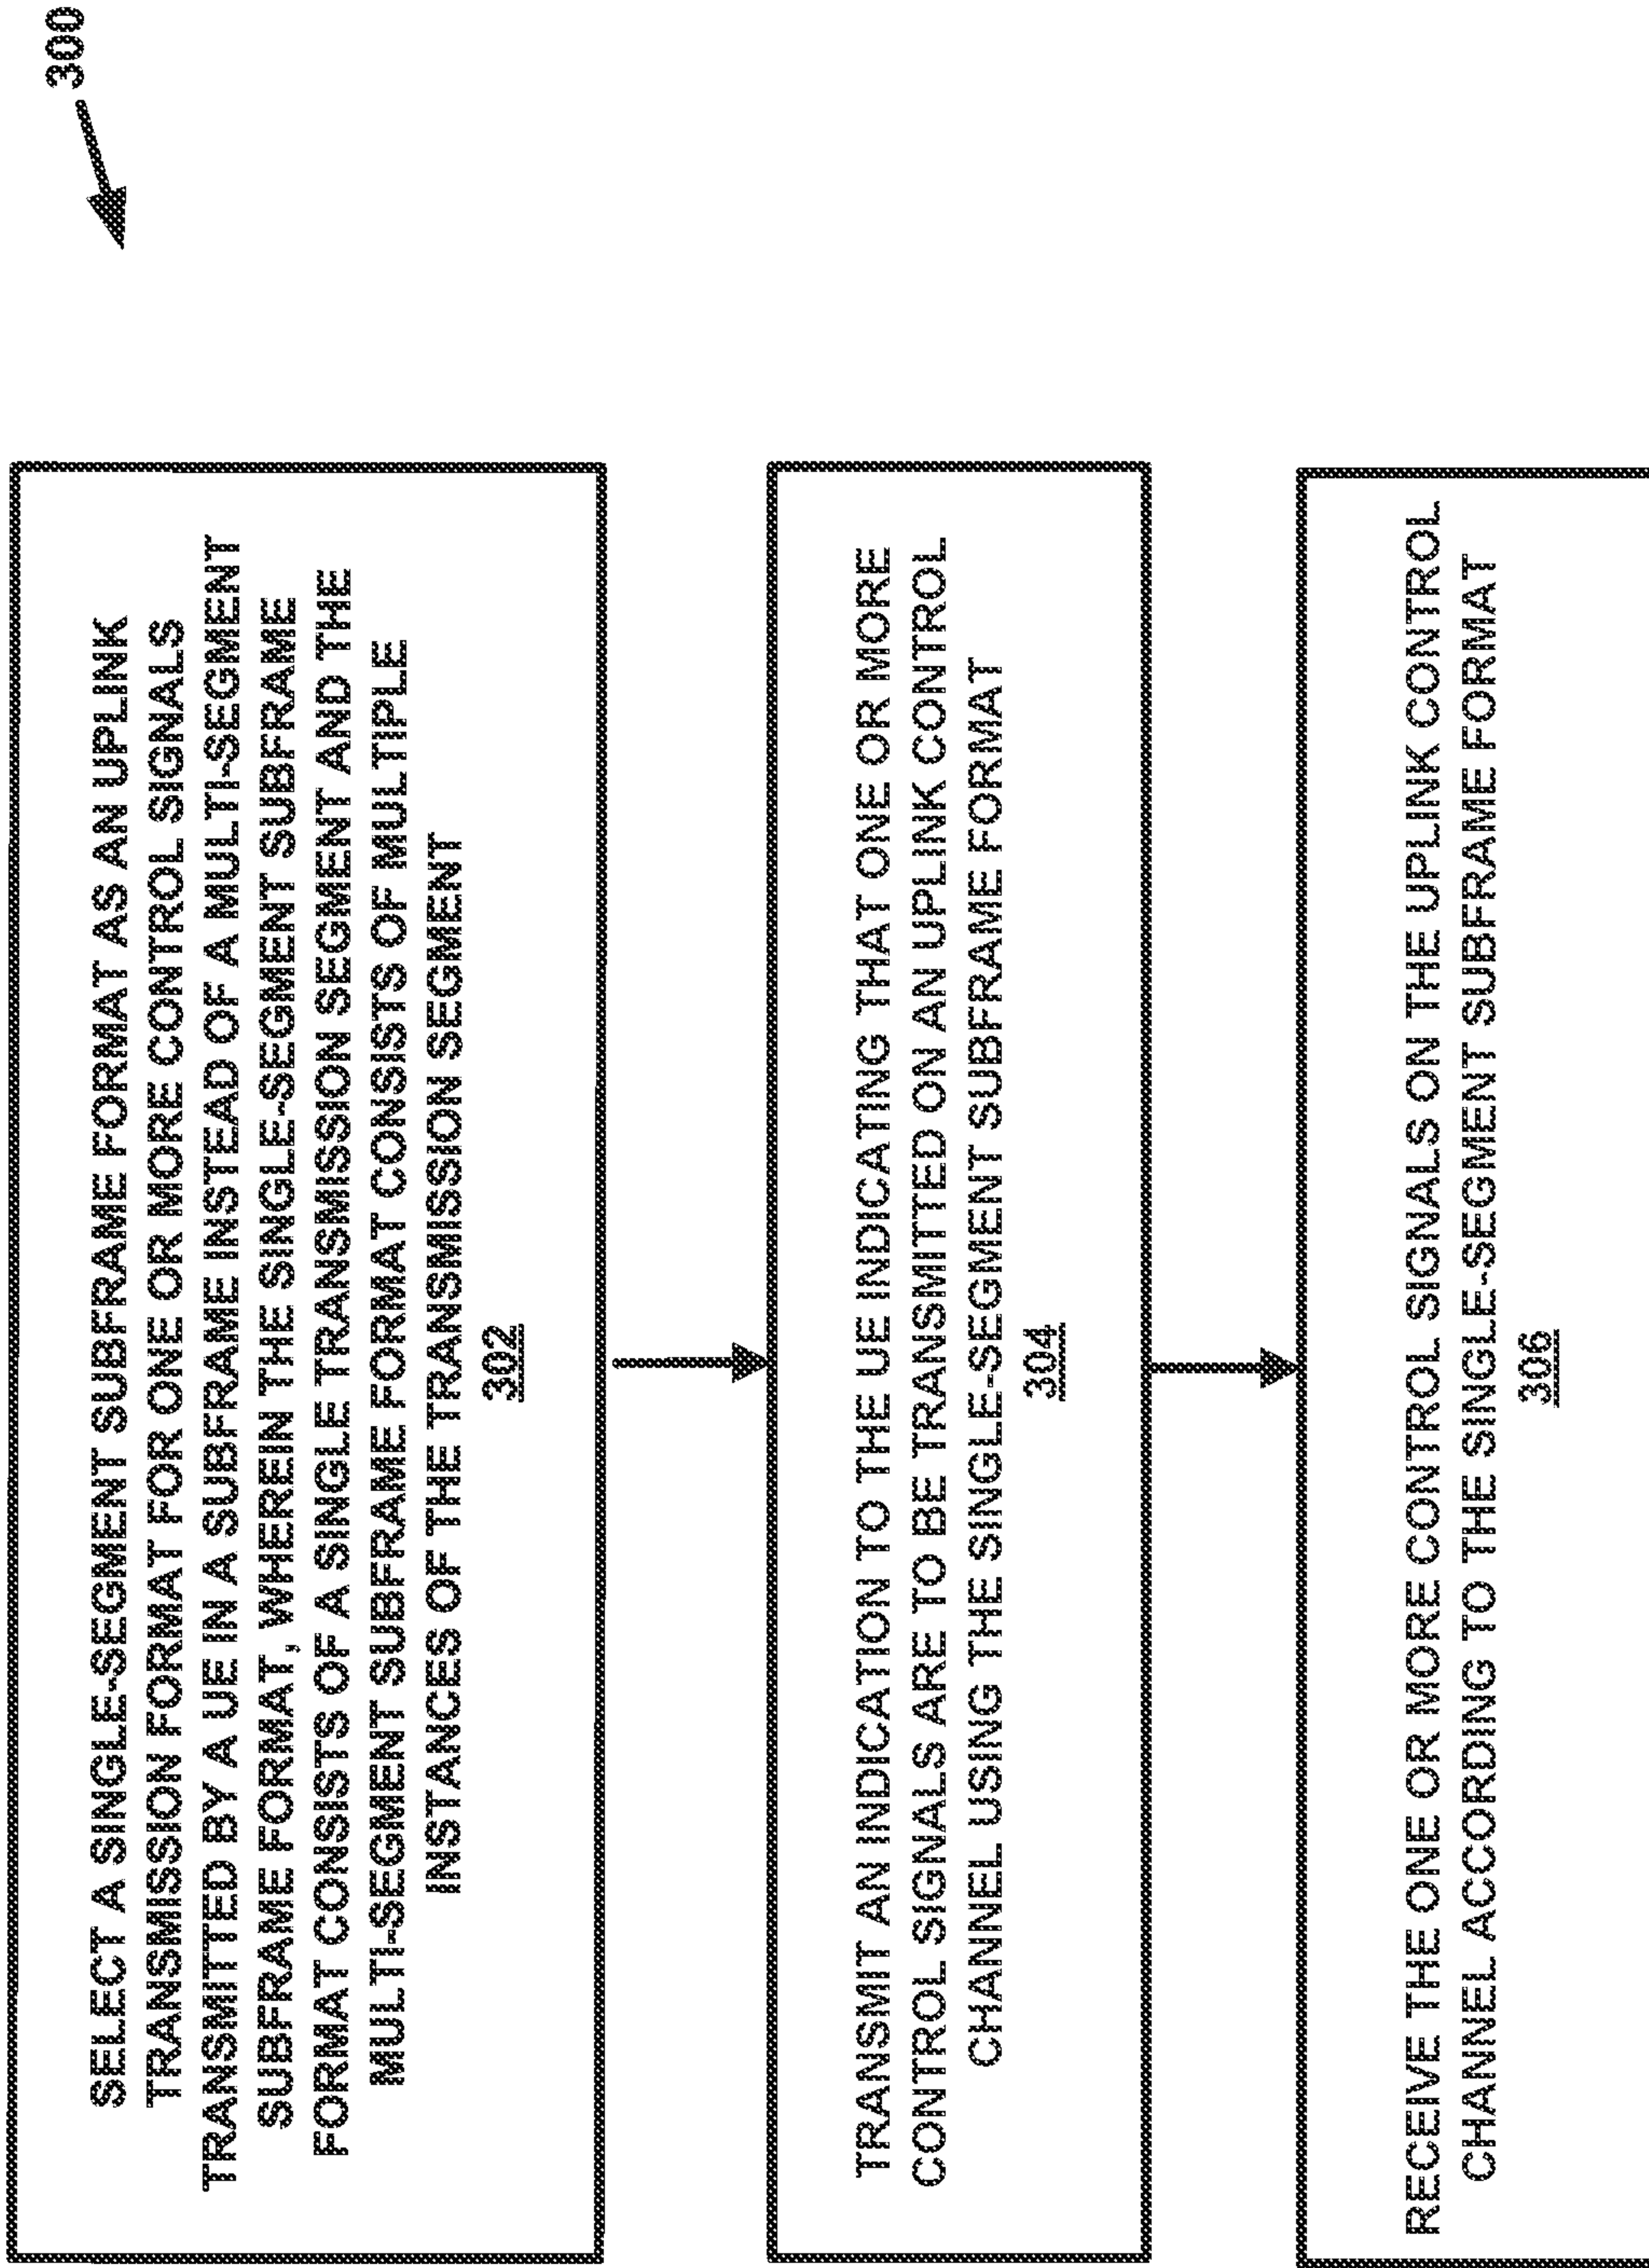 300
SELECT A SINGLE-SEGMENT SUBFRAME FORMAT AS AN UPLINK
TRANSMISSION FORMAT FOR ONE OR MORE CONTROL SIGNALS
TRANSMITTED BY A UE IN A SUBFRAME INSTEAD OF A MULTI-SEGMENT
SUBFRAME FORMAT, WHEREIN THE SINGLE-SEGMENT SUBFRAME
FORMAT CONSISTS OF A SINGLE TRANSMISSION SEGMENT AND THE
MULTI-SEGMENT SUBFRAME FORMAT CONSISTS OF MULTIPLE
INSTANCES OF THE TRANSMISSION SEGMENT
302
TRANSMIT AN INDICATION TO THE UE INDICATING THAT ONE OR MORE
CONTROL SIGNALS ARE TO BE TRANSMITTED ON AN UPLINK CONTROL
CHANNEL USING THE SINGLE-SEGMENT SUBFRAME FORMAT
304
RECEIVE THE ONE OR MORE CONTROL SIGNALS ON THE UPLINK CONTROL
CHANNEL ACCORDING TO THE SINGLE-SEGMENT SUBFRAME FORMAT
306